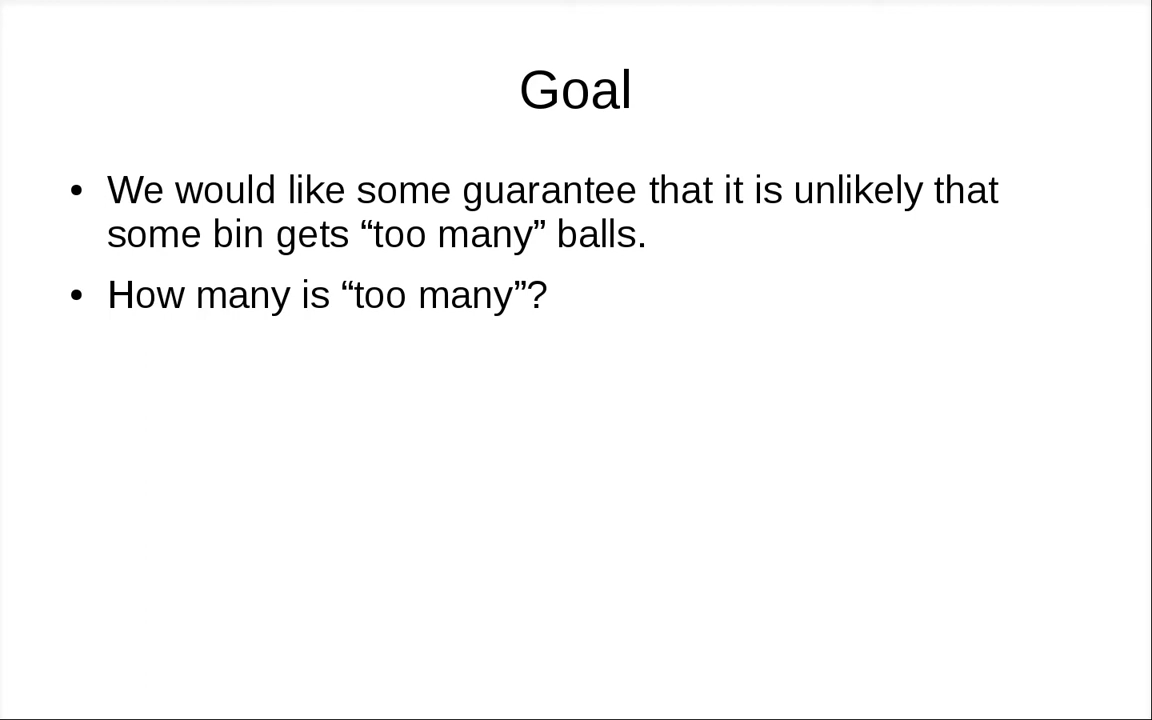 Goal
• We would like some guarantee that it is unlikely that
some bin gets “too many” balls.
• How many is “too many”?